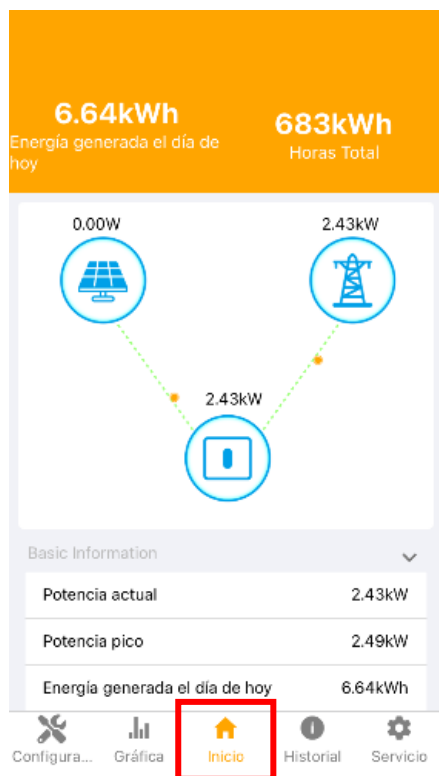 6.64kWh
Energía generada el día de
hoy
683kWh
Horas Total
0.00W
2.43kW
2.43kW
Basic Information
Potencia actual 2.43kW
Potencia pico 2.49kW
Energía generada el día de hoy 6.64kWh
Configura... Gráfica Inicio Historial Servicio